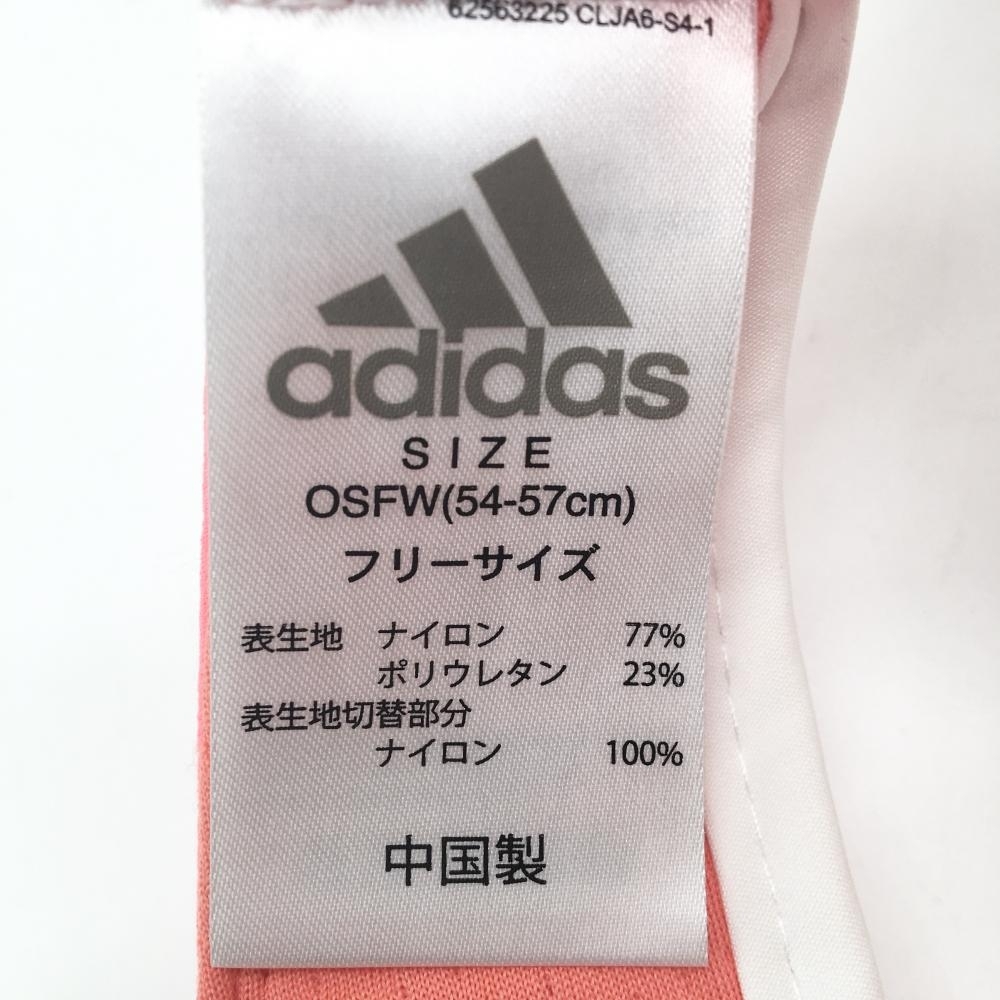 62563225 CLJA6-S4-1
adidas
SIZE
OSFW(54-57cm)
フリーサイズ
表生地 ナイロン 77%
ポリウレタン 23%
表生地切替部分
ナイロン 100%
中国製